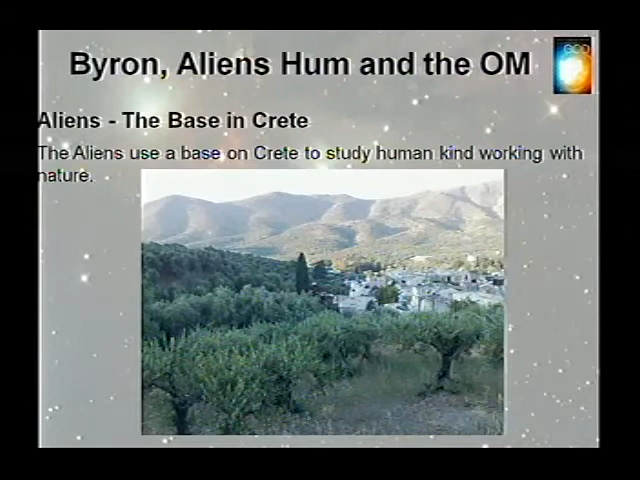 Byron, Aliens Hum and the OM
GCO
Aliens - The Base in Crete
The Aliens use a base on Crete to study human kind working with
nature.